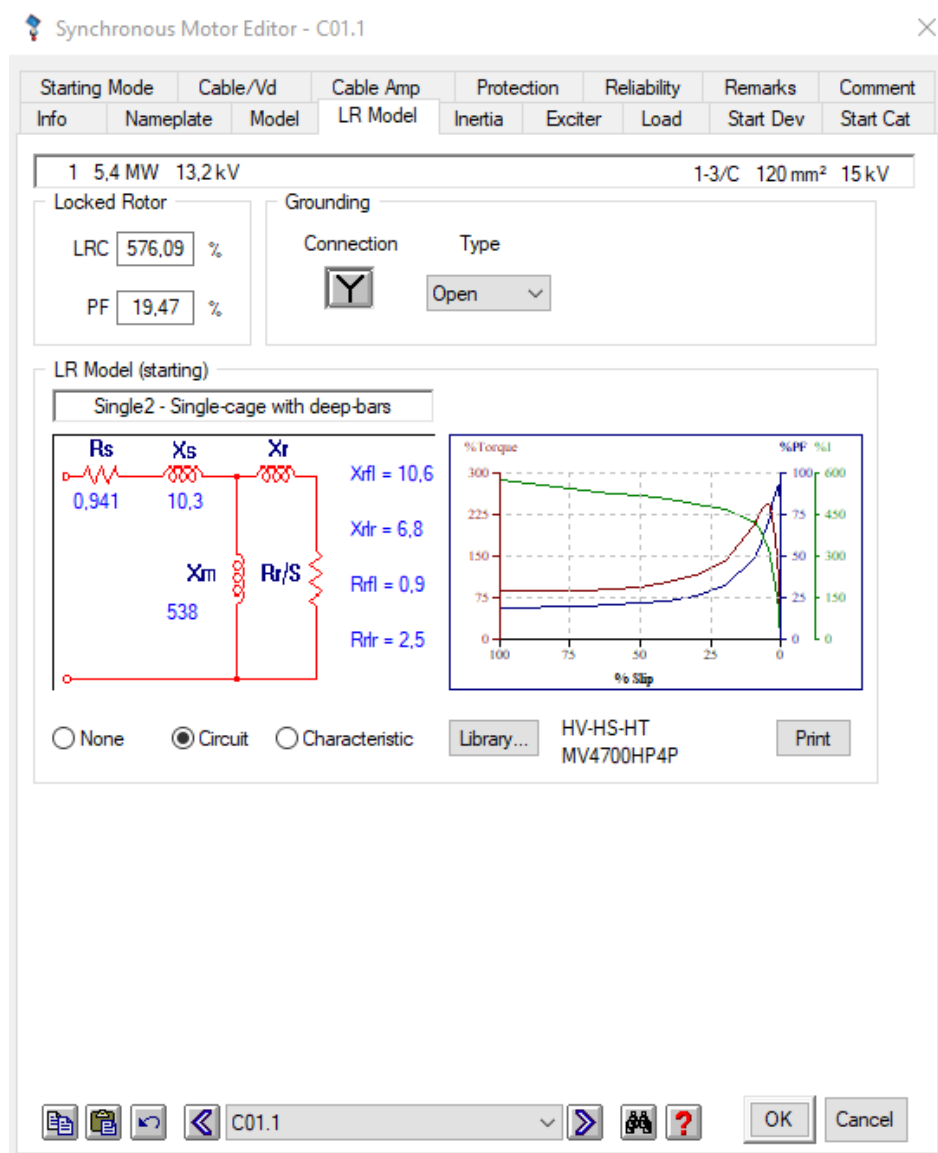 Synchronous Motor Editor - C01.1
Starting Mode Cable/Vd Cable Amp Protection Reliability Remarks Comment
Info Nameplate Model LR Model Inertia Exciter Load Start Dev Start Cat
1 5,4 MW 13,2 kV 1-3/C 120 mm² 15 kV
Locked Rotor Grounding
LRC 576,09 % Connection Type
Y Open
PF 19,47 %
LR Model (starting)
Single2 - Single-cage with deep-bars
Rs Xs Xr
0,941 10,3
Xm Rr/S
538
Xrfl = 10,6
Xrlr = 6,8
Rrfl = 0,9
Rrlr = 2,5
%Torque %PF %I
300 100 600
225 75 450
150 50 300
75 25 150
0 0 0
100 75 50 25 0
% Slip
None Circuit Characteristic Library... HV-HS-HT Print
MV4700HP4P
C01.1 ? OK Cancel